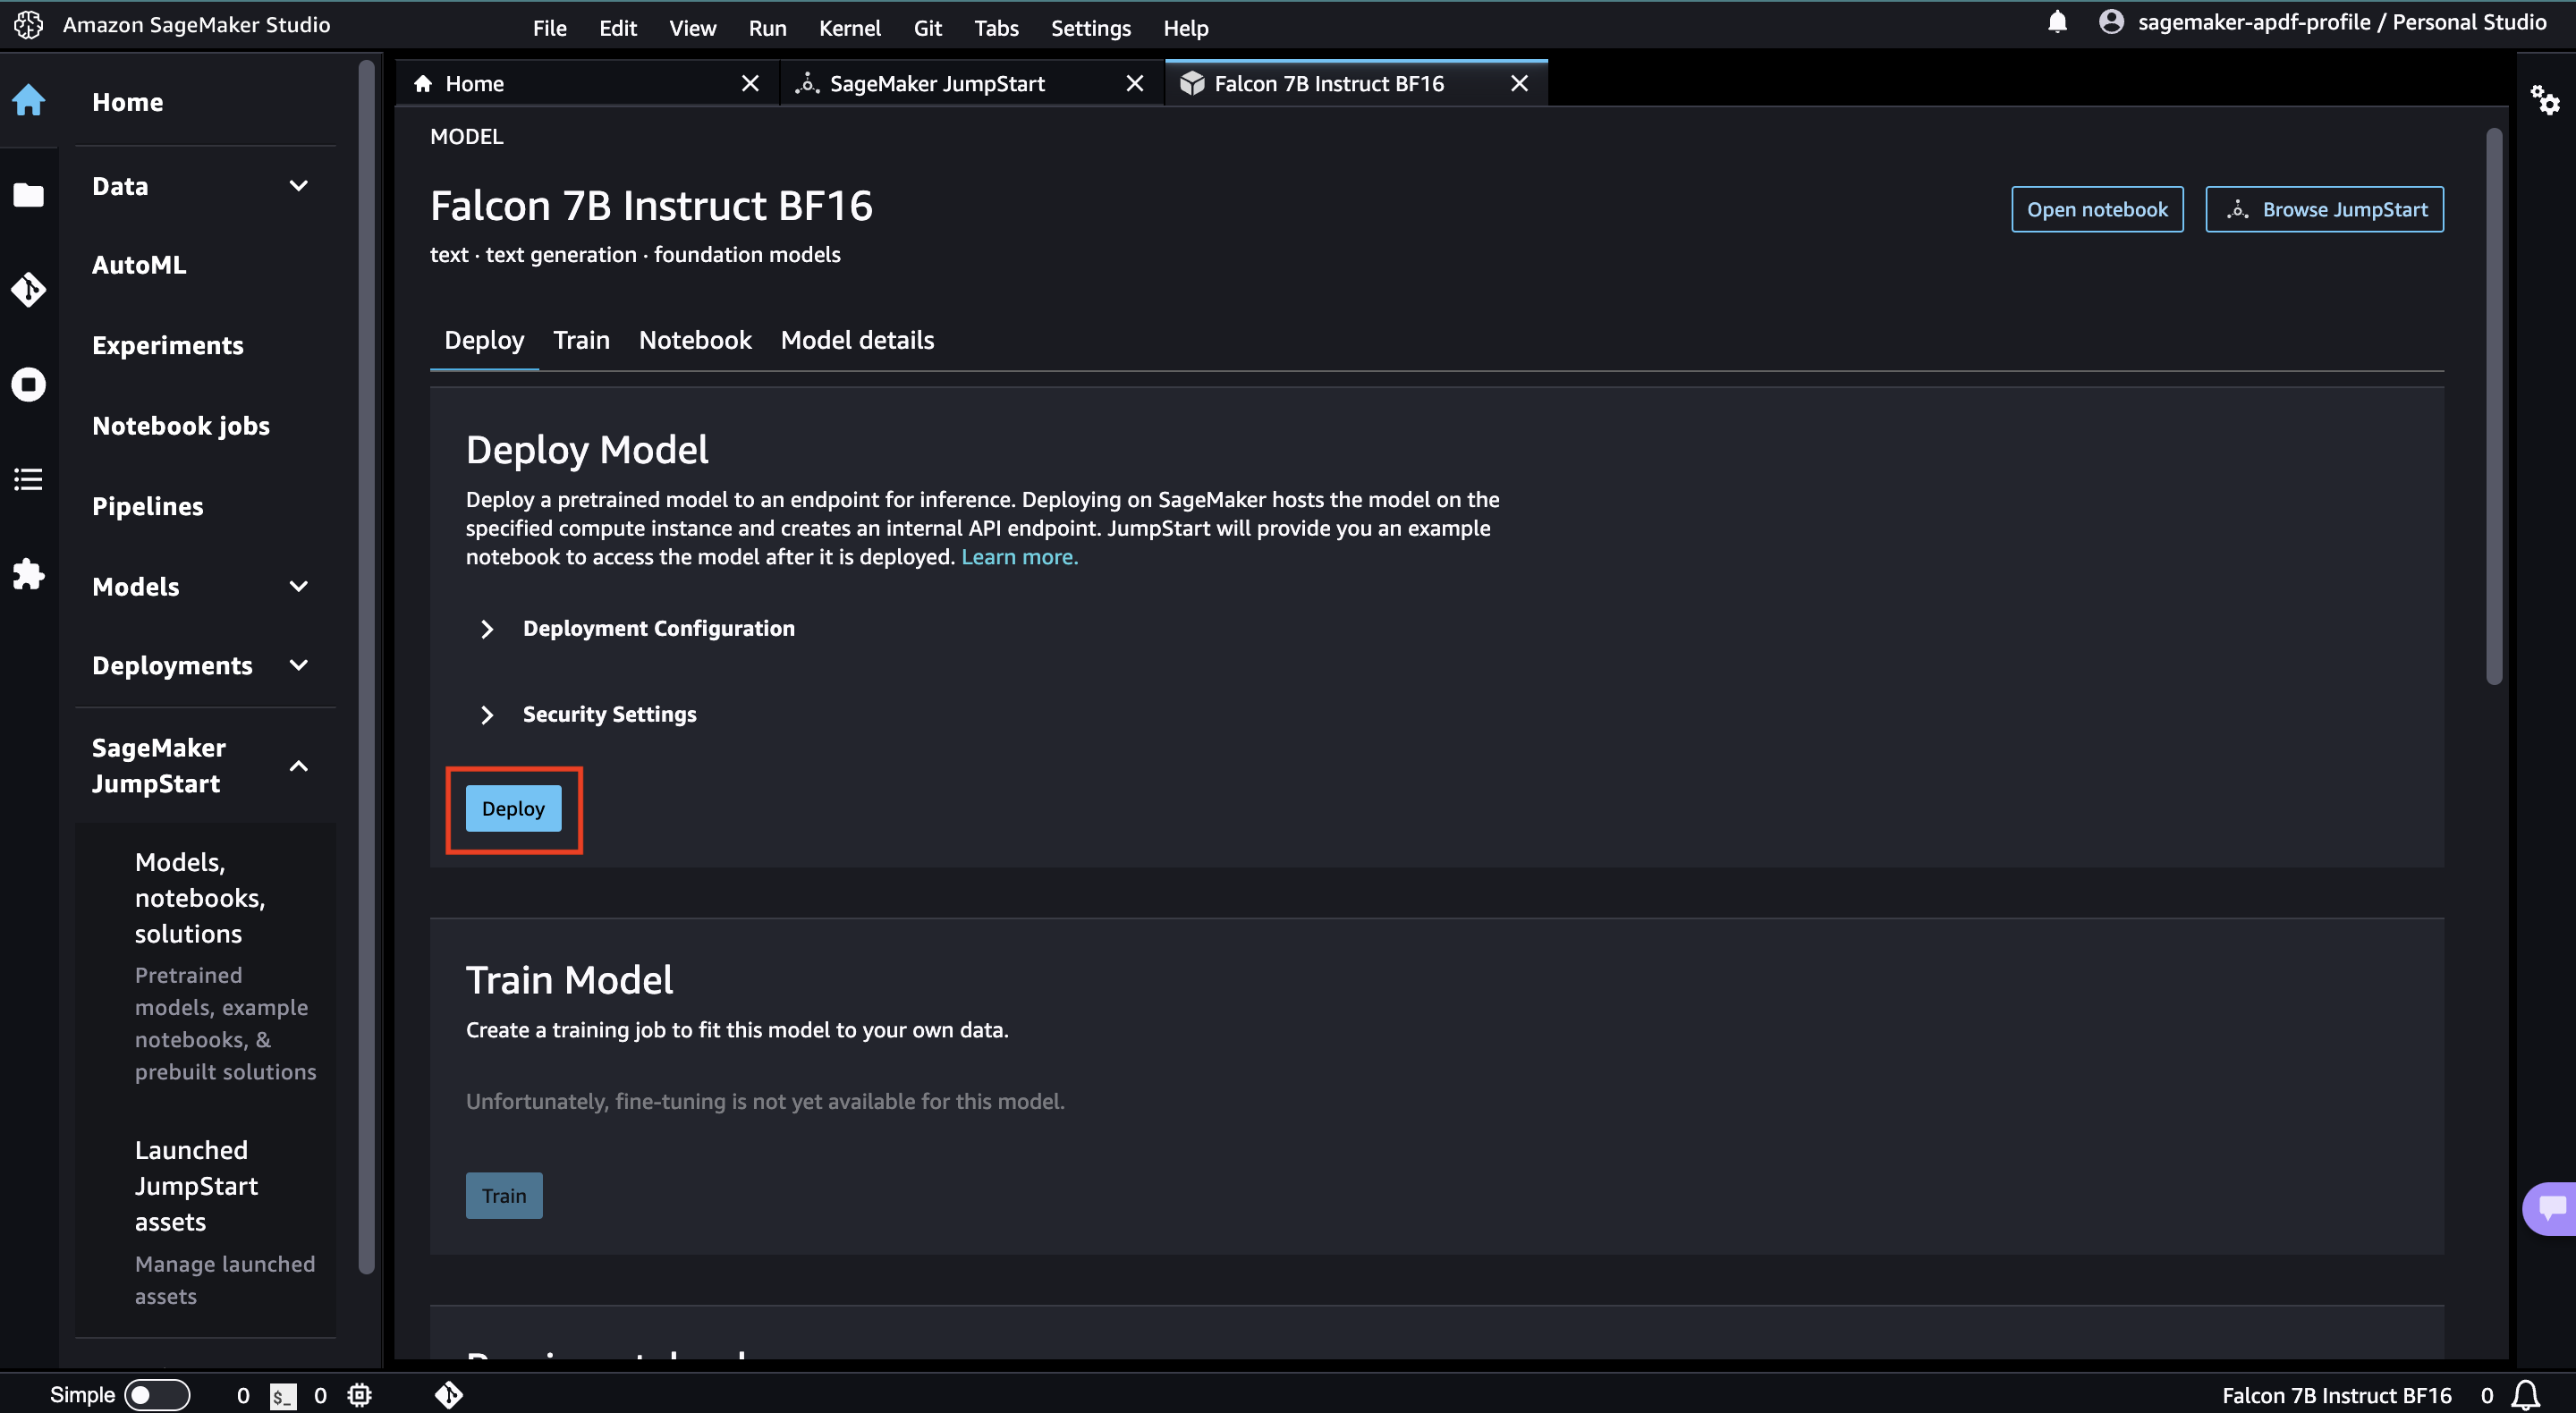 Amazon SageMaker Studio
File Edit View Run Kernel Git Tabs Settings Help
sagemaker-apdf-profile / Personal Studio
Home
Data
AutoML
Experiments
Notebook jobs
Pipelines
Models
Deployments
SageMaker
JumpStart
Models,
notebooks,
solutions
Pretrained
models, example
notebooks, &
prebuilt solutions
Launched
JumpStart
assets
Manage launched
assets
Home
SageMaker JumpStart
Falcon 7B Instruct BF16
MODEL
Falcon 7B Instruct BF16
text · text generation · foundation models
Open notebook
Browse JumpStart
Deploy Train Notebook Model details
Deploy Model
Deploy a pretrained model to an endpoint for inference. Deploying on SageMaker hosts the model on the
specified compute instance and creates an internal API endpoint. JumpStart will provide you an example
notebook to access the model after it is deployed. Learn more.
Deployment Configuration
Security Settings
Deploy
Train Model
Create a training job to fit this model to your own data.
Unfortunately, fine-tuning is not yet available for this model.
Train
Simple 0 $_ 0
Falcon 7B Instruct BF16 0